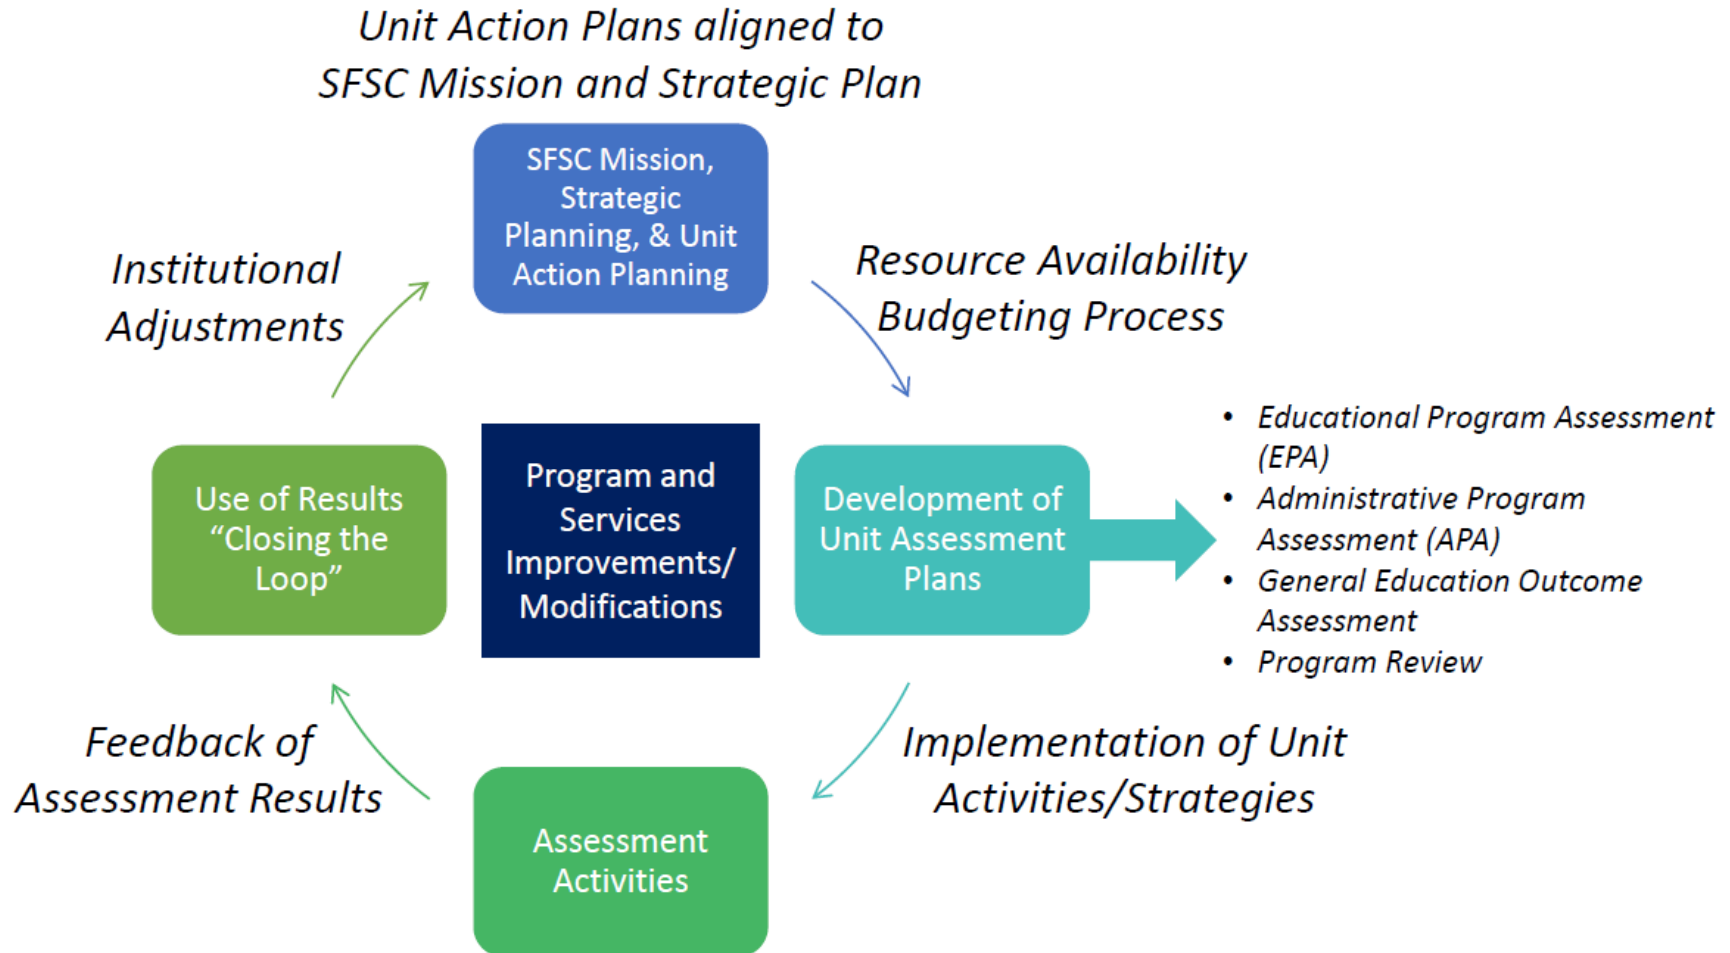 Unit Action Plans aligned to
SFSC Mission and Strategic Plan
SFSC Mission,
Strategic
Planning, & Unit
Action Planning
Institutional
Adjustments
Resource Availability
Budgeting Process
Use of Results
“Closing the
Loop”
Program and
Services
Improvements/
Modifications
Development of
Unit Assessment
Plans
• Educational Program Assessment
(EPA)
• Administrative Program
Assessment (APA)
• General Education Outcome
Assessment
• Program Review
Feedback of
Assessment Results
Implementation of Unit
Activities/Strategies
Assessment
Activities